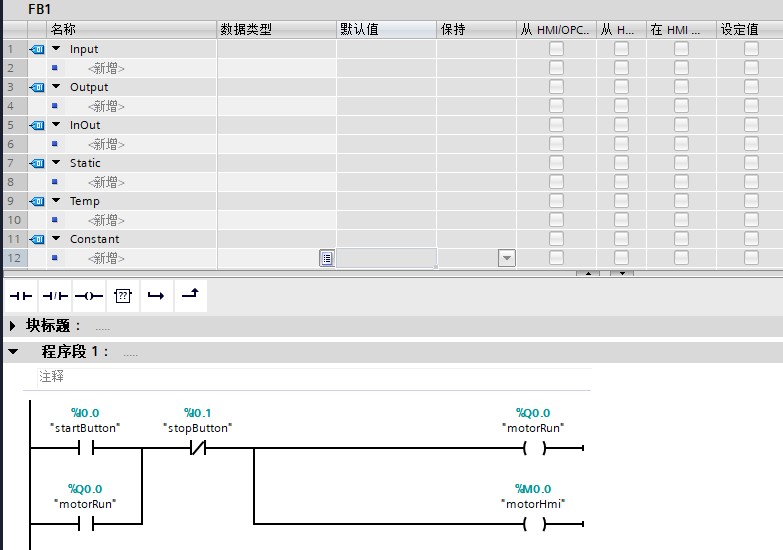 FB1
名称 数据类型 默认值 保持 从 HMI/OPC.. 从 H... 在 HMI ... 设定值
1 Input
2 <新增>
3 Output
4 <新增>
5 InOut
6 <新增>
7 Static
8 <新增>
9 Temp
10 <新增>
11 Constant
12 <新增>
??
块标题： .....
程序段 1： .....
注释
%I0.0 %I0.1 %Q0.0
"startButton" "stopButton" "motorRun"
%Q0.0 %M0.0
"motorRun" "motorHmi"